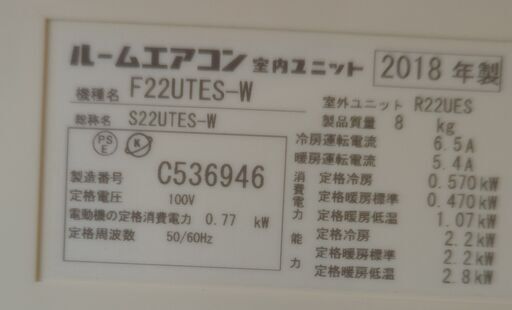 ルームエアコン 室内ユニット 2018 年製
機種名 F22UTES-W
総称名 S22UTES-W
PS E K
製造番号 C536946
定格電圧 100V
電動機の定格消費電力 0.77 kW
定格周波数 50/60Hz
室外ユニット R22UES
製品質量 8 kg
冷房運転電流 6.5A
暖房運転電流 5.4A
消費電力 定格冷房 0.570kW
定格暖房標準 0.470kW
定格暖房低温 1.07kW
能力 定格冷房 2.2kW
定格暖房標準 2.2kW
定格暖房低温 2.8kW